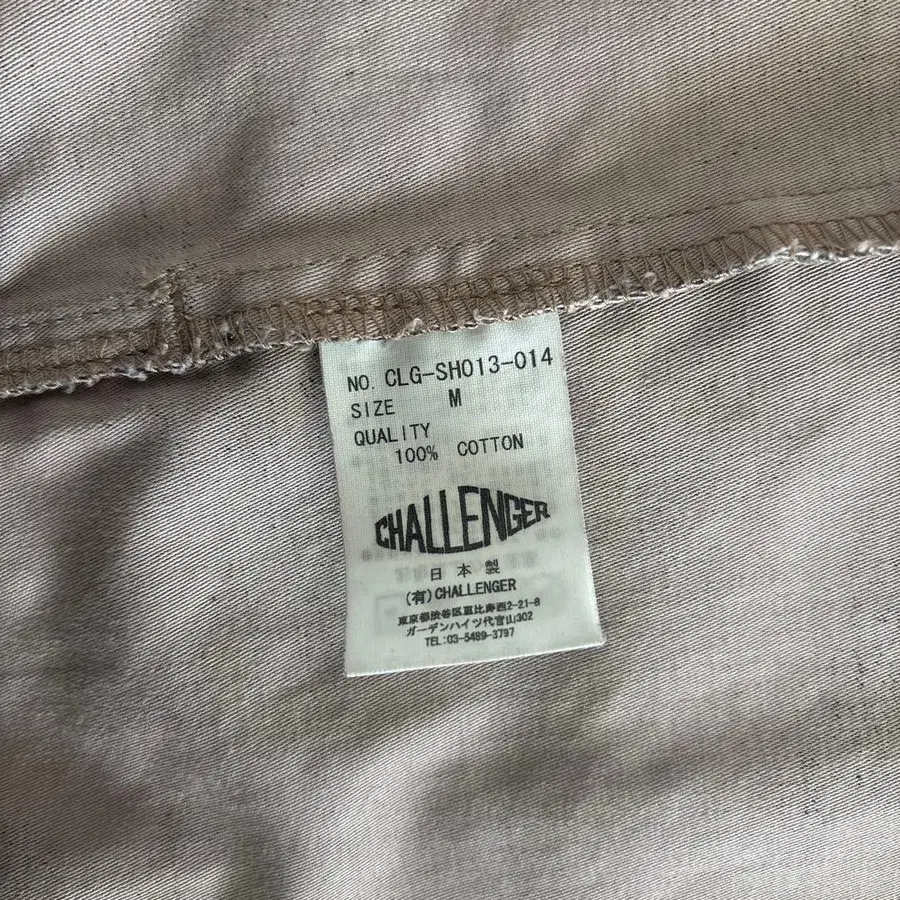 NO. CLG-SH013-014
SIZE M
QUALITY
100% COTTON
CHALLENGER
日本製
(有)CHALLENGER
東京都渋谷区恵比寿西2-21-8
ガーデンハイツ代官山302
TEL:03-5489-3797